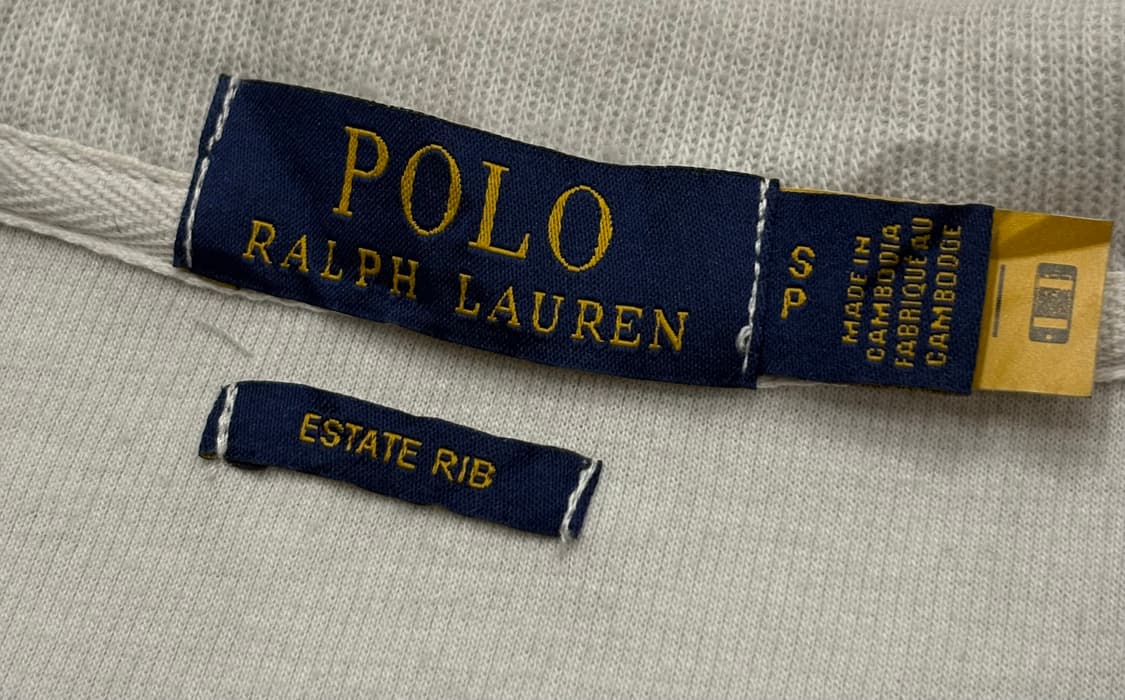 POLO
RALPH LAUREN
S
P
MADE IN
CAMBODIA
FABRIQUÉ AU
CAMBODGE
ESTATE RIB